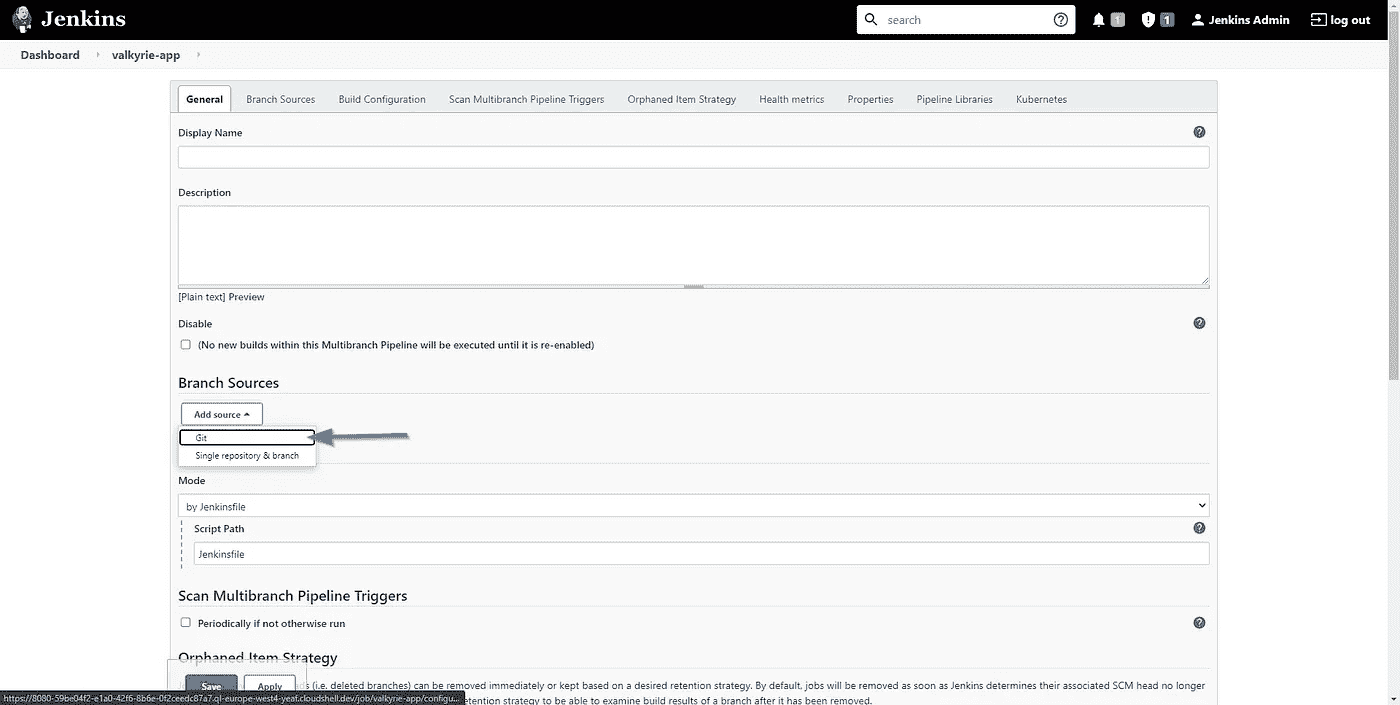 Jenkins
search
1
1
Jenkins Admin
log out
Dashboard
valkyrie-app
General
Branch Sources
Build Configuration
Scan Multibranch Pipeline Triggers
Orphaned Item Strategy
Health metrics
Properties
Pipeline Libraries
Kubernetes
Display Name
Description
[Plain text] Preview
Disable
(No new builds within this Multibranch Pipeline will be executed until it is re-enabled)
Branch Sources
Add source
Git
Single repository & branch
Mode
by Jenkinsfile
Script Path
Jenkinsfile
Scan Multibranch Pipeline Triggers
Periodically if not otherwise run
Orphaned Item Strategy
Save
Apply
(i.e. deleted branches) can be removed immediately or kept based on a desired retention strategy. By default, jobs will be removed as soon as Jenkins determines their associated SCM head no longer
https://8080-59be04f2-e1a0-42f6-8b6e-0f2ceedc87a7.ql-europe-west4-yeaf.cloudshell.dev/job/valkyrie-app/configu...
retention strategy to be able to examine build results of a branch after it has been removed.